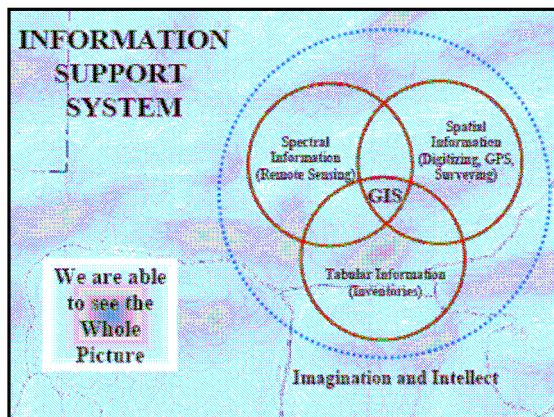 INFORMATION
SUPPORT
SYSTEM
Spectral
Information
(Remote Sensing)
Spatial
Information
(Digitizing, GPS,
Surveying)
GIS
Tabular Information
(Inventories)...(
We are able
to see the
Whole
Picture
Imagination and Intellect